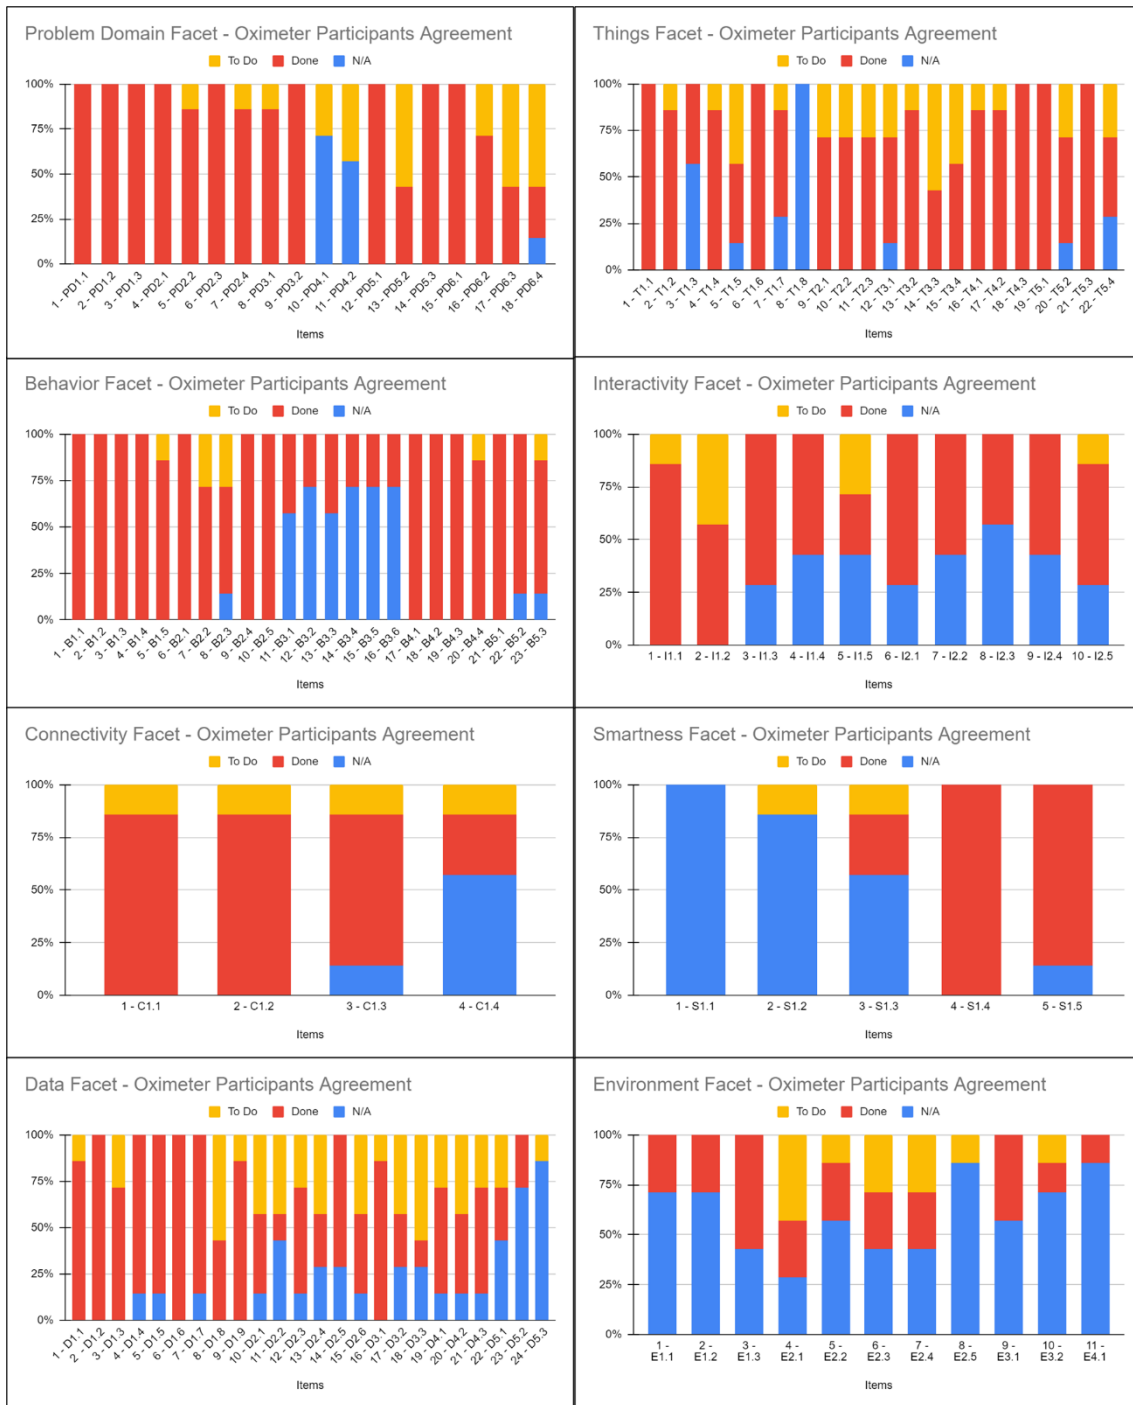 Problem Domain Facet - Oximeter Participants Agreement
To Do Done N/A
100%
75%
50%
25%
0%
1 - PD1.1 2 - PD1.2 3 - PD1.3 4 - PD2.1 5 - PD2.2 6 - PD2.3 7 - PD2.4 8 - PD3.1 9 - PD3.2 10 - PD4.1 11 - PD4.2 12 - PD5.1 13 - PD5.2 14 - PD5.3 15 - PD6.1 16 - PD6.2 17 - PD6.3 18 - PD6.4
Items
Things Facet - Oximeter Participants Agreement
To Do Done N/A
100%
75%
50%
25%
0%
1 - T1.1 2 - T1.2 3 - T1.3 4 - T1.4 5 - T1.5 6 - T1.6 7 - T1.7 8 - T1.8 9 - T2.1 10 - T2.2 11 - T2.3 12 - T3.1 13 - T3.2 14 - T3.3 15 - T3.4 16 - T4.1 17 - T4.2 18 - T4.3 19 - T5.1 20 - T5.2 21 - T5.3 22 - T5.4
Items
Behavior Facet - Oximeter Participants Agreement
To Do Done N/A
100%
75%
50%
25%
0%
1 - B1.1 2 - B1.2 3 - B1.3 4 - B1.4 5 - B1.5 6 - B2.1 7 - B2.2 8 - B2.3 9 - B2.4 10 - B2.5 11 - B3.1 12 - B3.2 13 - B3.3 14 - B3.4 15 - B3.5 16 - B3.6 17 - B4.1 18 - B4.2 19 - B4.3 20 - B4.4 21 - B5.1 22 - B5.2 23 - B5.3
Items
Interactivity Facet - Oximeter Participants Agreement
To Do Done N/A
100%
75%
50%
25%
0%
1 - I1.1 2 - I1.2 3 - I1.3 4 - I1.4 5 - I1.5 6 - I2.1 7 - I2.2 8 - I2.3 9 - I2.4 10 - I2.5
Items
Connectivity Facet - Oximeter Participants Agreement
To Do Done N/A
100%
75%
50%
25%
0%
1 - C1.1 2 - C1.2 3 - C1.3 4 - C1.4
Items
Smartness Facet - Oximeter Participants Agreement
To Do Done N/A
100%
75%
50%
25%
0%
1 - S1.1 2 - S1.2 3 - S1.3 4 - S1.4 5 - S1.5
Items
Data Facet - Oximeter Participants Agreement
To Do Done N/A
100%
75%
50%
25%
0%
1 - D1.1 2 - D1.2 3 - D1.3 4 - D1.4 5 - D1.5 6 - D1.6 7 - D1.7 8 - D1.8 9 - D1.9 10 - D2.1 11 - D2.2 12 - D2.3 13 - D2.4 14 - D2.5 15 - D2.6 16 - D3.1 17 - D3.2 18 - D3.3 19 - D4.1 20 - D4.2 21 - D4.3 22 - D5.1 23 - D5.2 24 - D5.3
Items
Environment Facet - Oximeter Participants Agreement
To Do Done N/A
100%
75%
50%
25%
0%
1 - 2 - 3 - 4 - 5 - 6 - 7 - 8 - 9 - 10 - 11 -
E1.1 E1.2 E1.3 E2.1 E2.2 E2.3 E2.4 E2.5 E3.1 E3.2 E4.1
Items